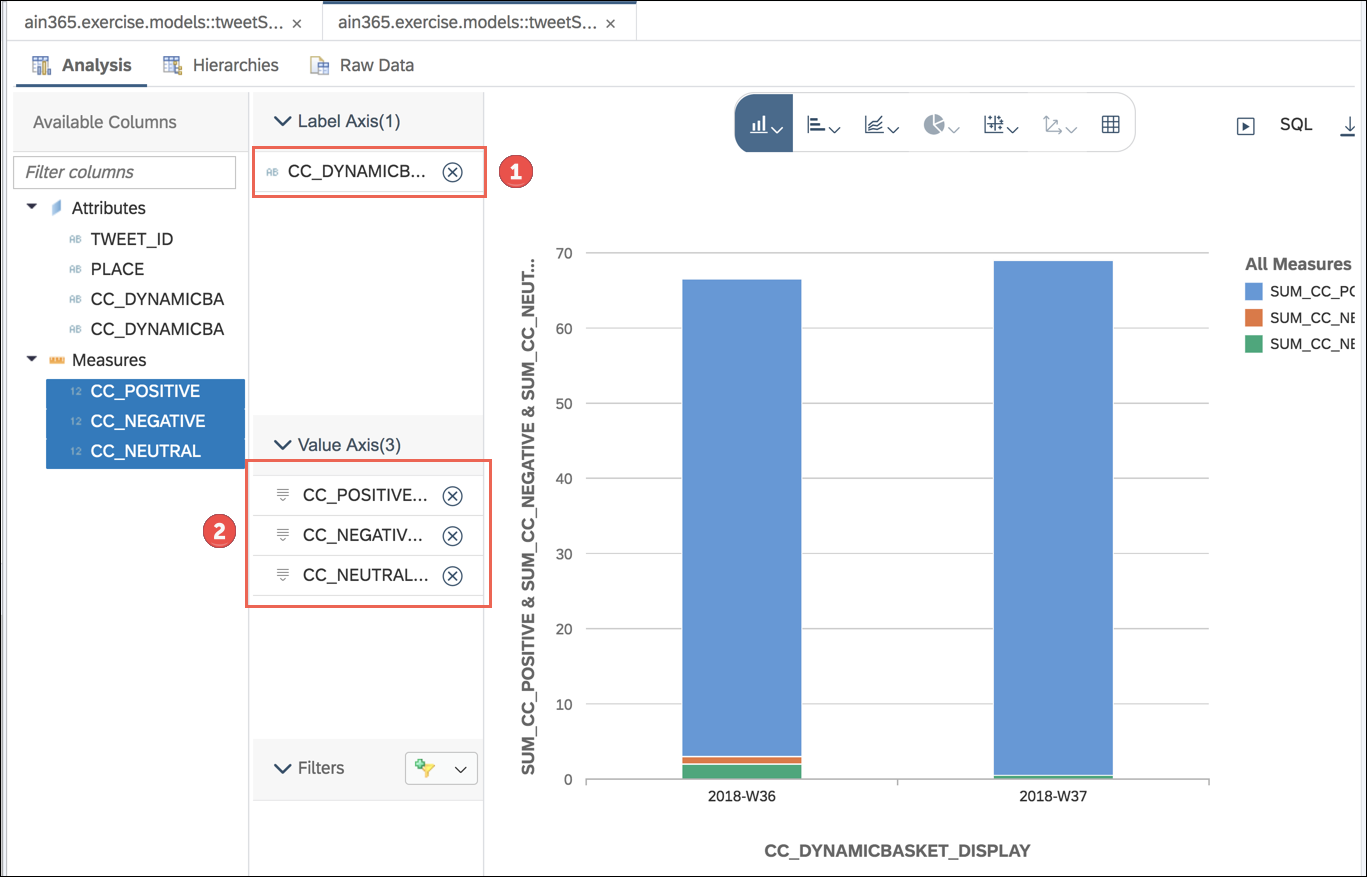 ain365.exercise.models::tweetS... ×
ain365.exercise.models::tweetS... ×
Analysis
Hierarchies
Raw Data
Available Columns
Filter columns
Attributes
AB TWEET_ID
AB PLACE
AB CC_DYNAMICBA
AB CC_DYNAMICBA
Measures
12 CC_POSITIVE
12 CC_NEGATIVE
12 CC_NEUTRAL
Label Axis(1)
AB CC_DYNAMICB...
1
Value Axis(3)
2
CC_POSITIVE...
CC_NEGATIV...
CC_NEUTRAL...
Filters
SQL
SUM_CC_POSITIVE & SUM_CC_NEGATIVE & SUM_CC_NEUT...
70
60
50
40
30
20
10
0
2018-W36
2018-W37
CC_DYNAMICBASKET_DISPLAY
All Measures
SUM_CC_PO
SUM_CC_NE
SUM_CC_NE